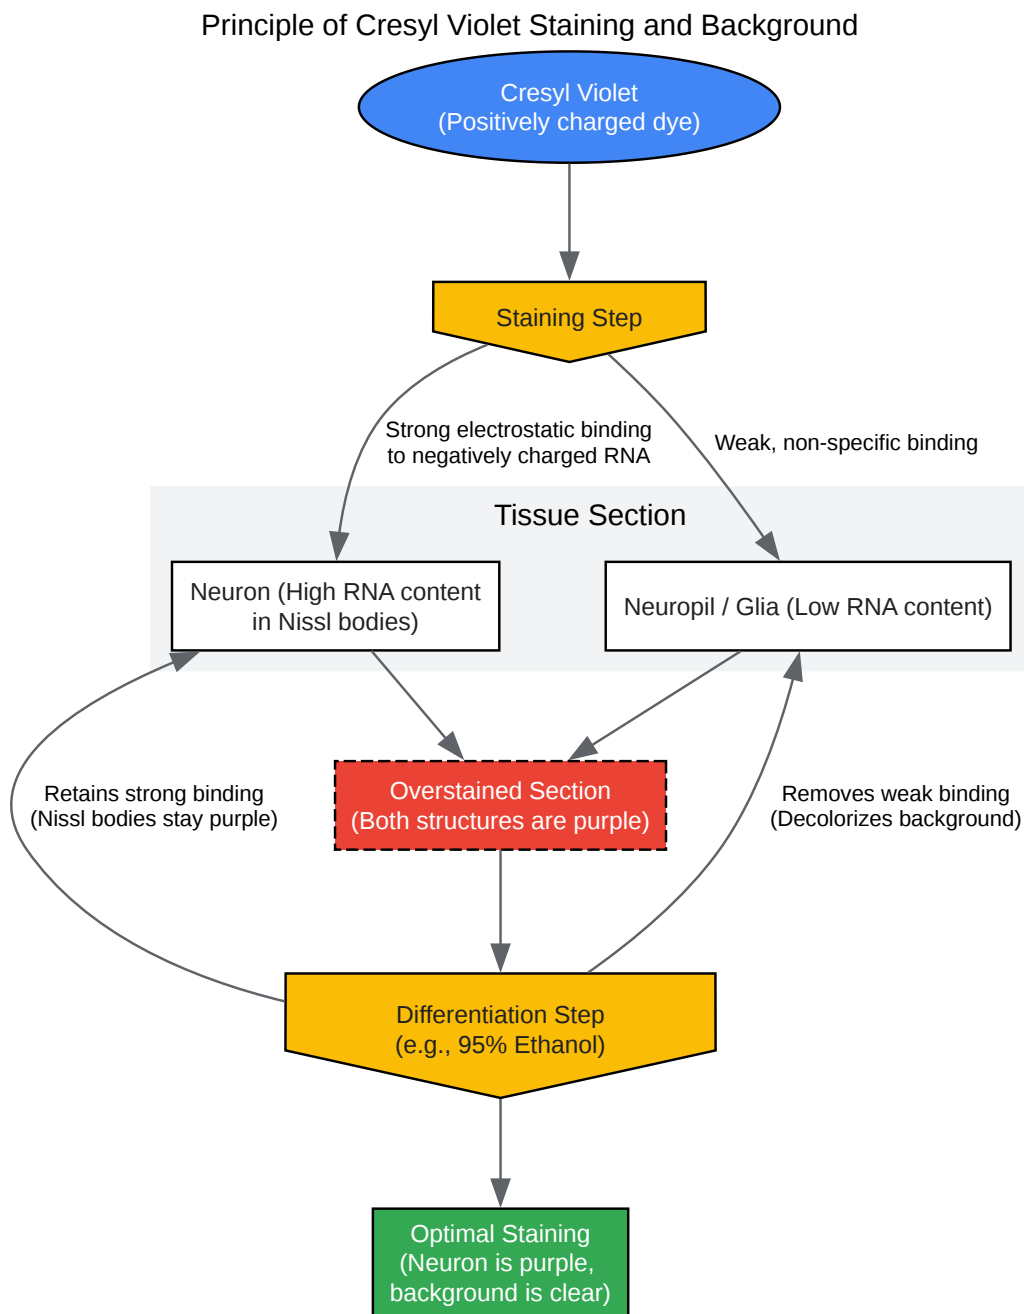 Principle of Cresyl Violet Staining and Background
Cresyl Violet
(Positively charged dye)
Staining Step
Strong electrostatic binding
to negatively charged RNA
Weak, non-specific binding
Tissue Section
Neuron (High RNA content
in Nissl bodies)
Neuropil / Glia (Low RNA content)
Overstained Section
(Both structures are purple)
Retains strong binding
(Nissl bodies stay purple)
Removes weak binding
(Decolorizes background)
Differentiation Step
(e.g., 95% Ethanol)
Optimal Staining
(Neuron is purple,
background is clear)